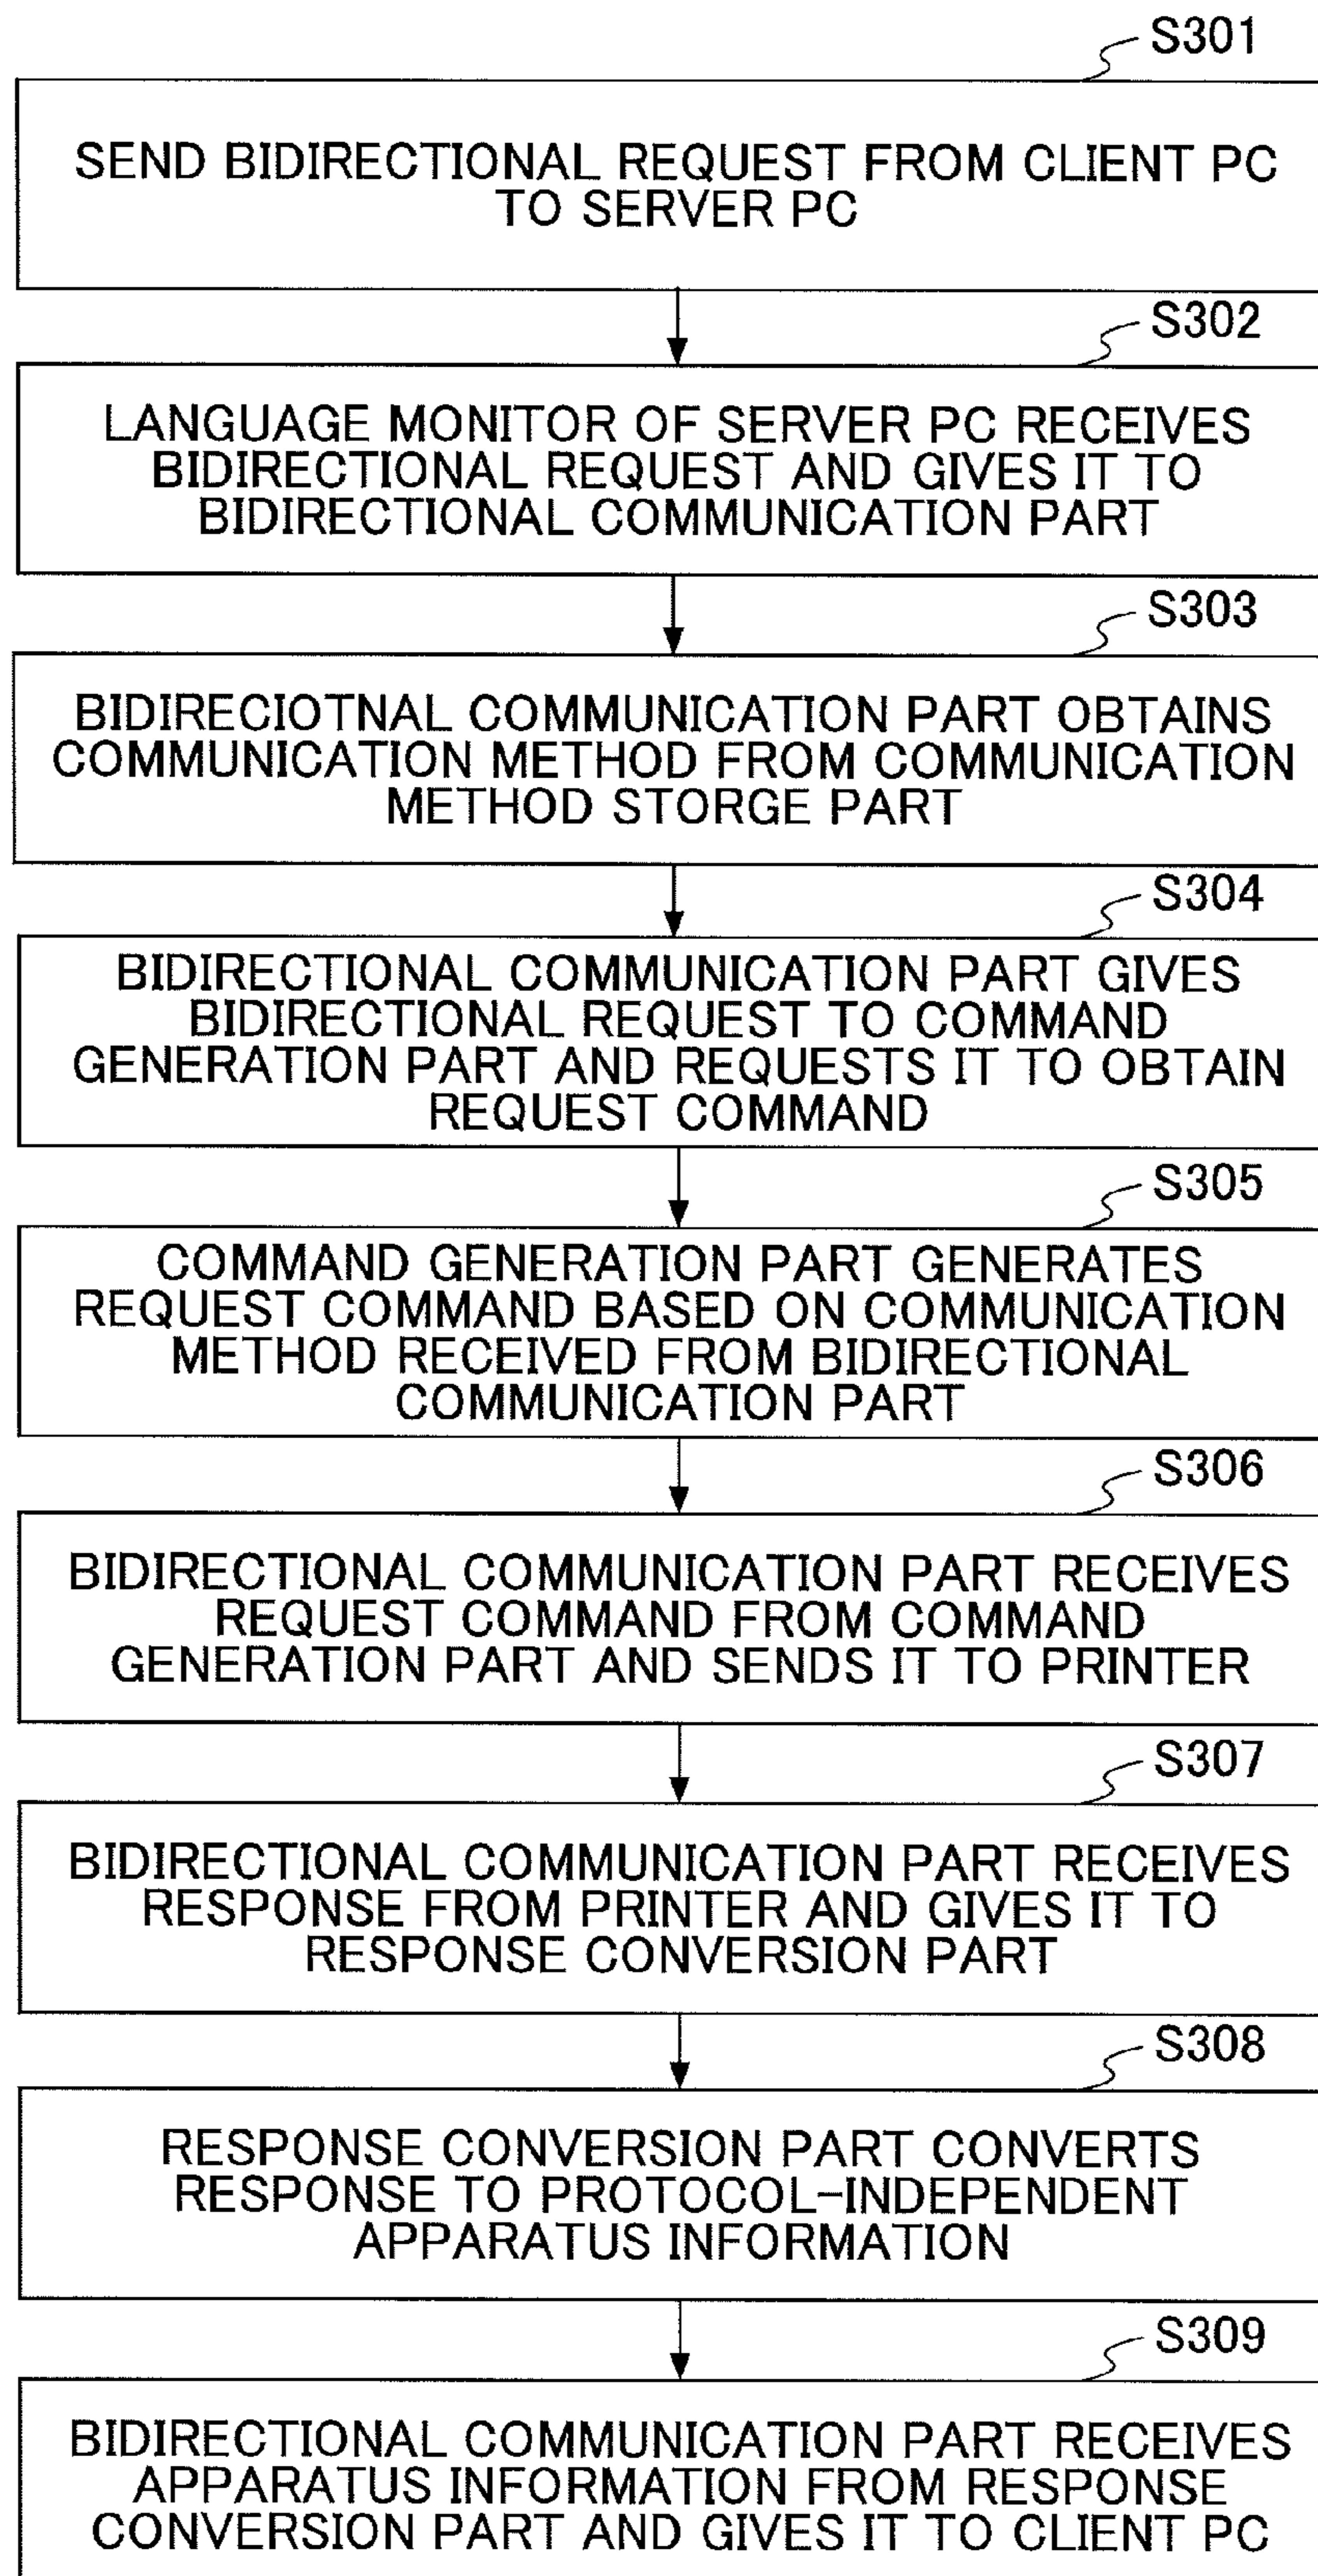 S301
SEND BIDIRECTIONAL REQUEST FROM CLIENT PC
TO SERVER PC
S302
LANGUAGE MONITOR OF SERVER PC RECEIVES
BIDIRECTIONAL REQUEST AND GIVES IT TO
BIDIRECTIONAL COMMUNICATION PART
S303
BIDIRECIOTNAL COMMUNICATION PART OBTAINS
COMMUNICATION METHOD FROM COMMUNICATION
METHOD STORGE PART
S304
BIDIRECTIONAL COMMUNICATION PART GIVES
BIDIRECTIONAL REQUEST TO COMMAND
GENERATION PART AND REQUESTS IT TO OBTAIN
REQUEST COMMAND
S305
COMMAND GENERATION PART GENERATES
REQUEST COMMAND BASED ON COMMUNICATION
METHOD RECEIVED FROM BIDIRECTIONAL
COMMUNICATION PART
S306
BIDIRECTIONAL COMMUNICATION PART RECEIVES
REQUEST COMMAND FROM COMMAND
GENERATION PART AND SENDS IT TO PRINTER
S307
BIDIRECTIONAL COMMUNICATION PART RECEIVES
RESPONSE FROM PRINTER AND GIVES IT TO
RESPONSE CONVERSION PART
S308
RESPONSE CONVERSION PART CONVERTS
RESPONSE TO PROTOCOL-INDEPENDENT
APPARATUS INFORMATION
S309
BIDIRECTIONAL COMMUNICATION PART RECEIVES
APPARATUS INFORMATION FROM RESPONSE
CONVERSION PART AND GIVES IT TO CLIENT PC